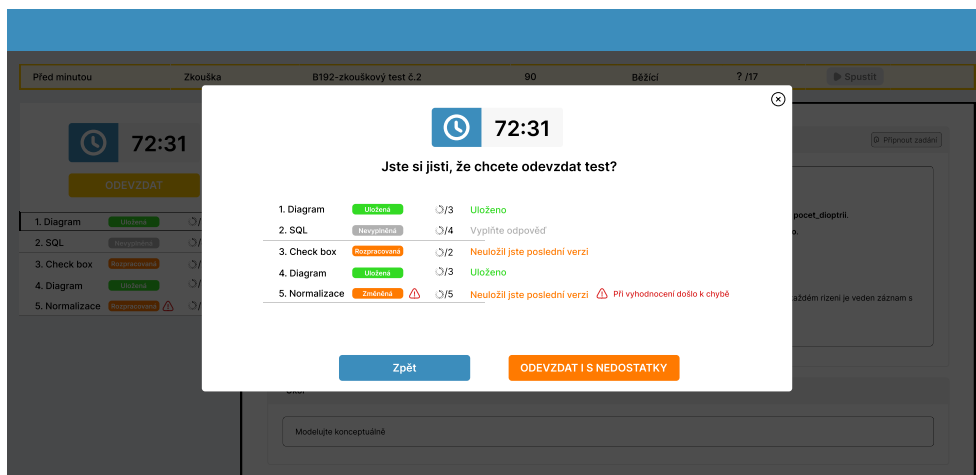 Před minutou Zkouška B192-zkouškový test č.2 90 Běžící ? /17 Spustit
72:31
ODEVZDAT
1. Diagram Uložená
2. SQL Nevyplněná
3. Check box Rozpracovaná
4. Diagram Uložená
5. Normalizace Rozpracovaná
72:31
Jste si jisti, že chcete odevzdat test?
1. Diagram Uložená /3 Uloženo
2. SQL Nevyplněná /4 Vyplňte odpověď
3. Check box Rozpracovaná /2 Neuložil jste poslední verzi
4. Diagram Uložená /3 Uloženo
5. Normalizace Změněná /5 Neuložil jste poslední verzi Při vyhodnocení došlo k chybě
Zpět ODEVZDAT I S NEDOSTATKY
Připnout zadání
pocet_dioptrii.
o.
každém řízení je veden záznam s
Modelujte konceptuálně